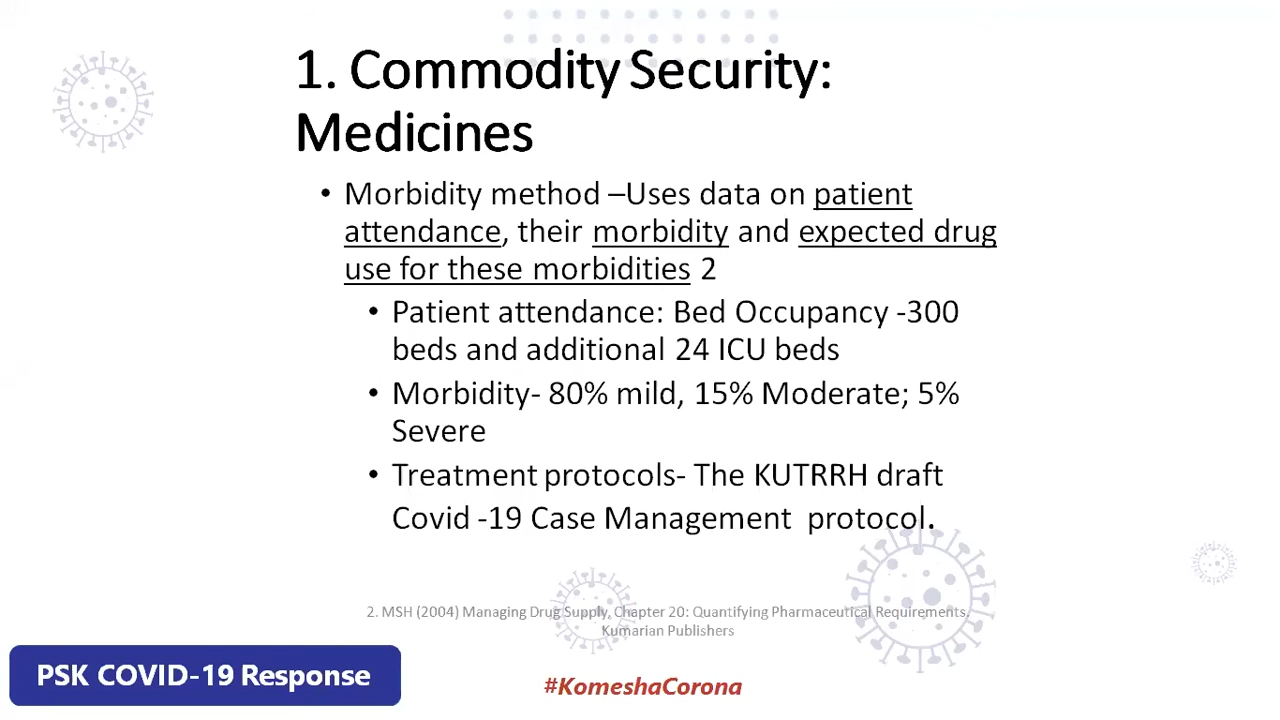 1. Commodity Security:
Medicines
• Morbidity method –Uses data on patient
attendance, their morbidity and expected drug
use for these morbidities 2
• Patient attendance: Bed Occupancy -300
beds and additional 24 ICU beds
• Morbidity- 80% mild, 15% Moderate; 5%
Severe
• Treatment protocols- The KUTRRH draft
Covid -19 Case Management protocol.
2. MSH (2004) Managing Drug Supply, Chapter 20: Quantifying Pharmaceutical Requirements.
Kumarian Publishers
PSK COVID-19 Response
#KomeshaCorona